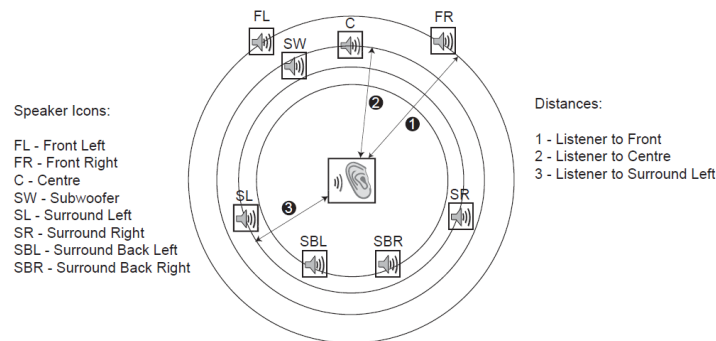 FL
FR
C
SW
Speaker Icons:
FL - Front Left
FR - Front Right
C - Centre
SW - Subwoofer
SL - Surround Left
SR - Surround Right
SBL - Surround Back Left
SBR - Surround Back Right
2
1
3
SL
SR
SBL
SBR
Distances:
1 - Listener to Front
2 - Listener to Centre
3 - Listener to Surround Left